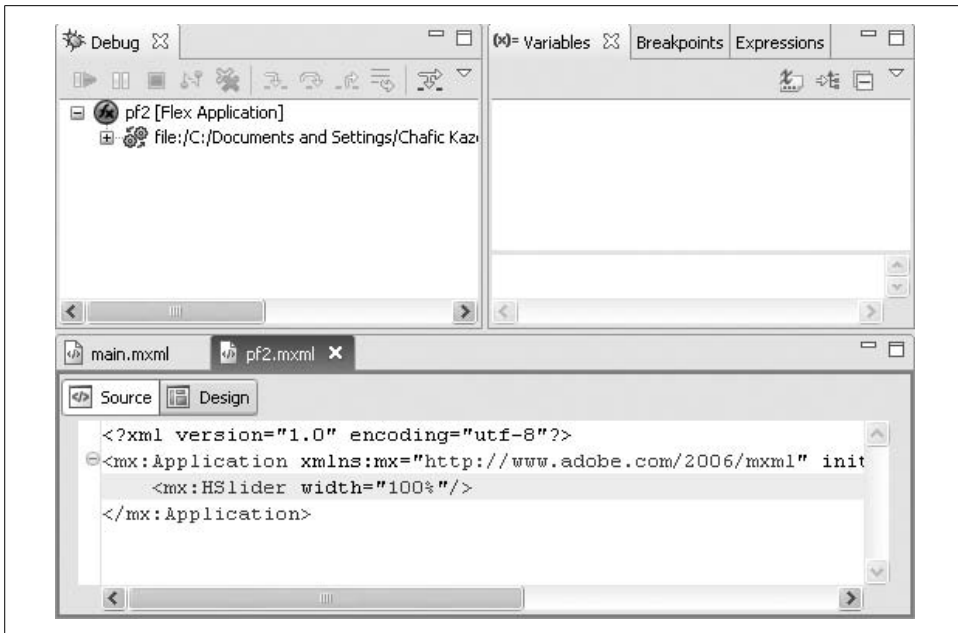 Debug
(x)= Variables Breakpoints Expressions
pf2 [Flex Application]
file:/C:/Documents and Settings/Chafic Kaz
main.mxml pf2.mxml
Source Design
<?xml version="1.0" encoding="utf-8"?>
<mx:Application xmlns:mx="http://www.adobe.com/2006/mxml" init
<mx:HSlider width="100%"/>
</mx:Application>